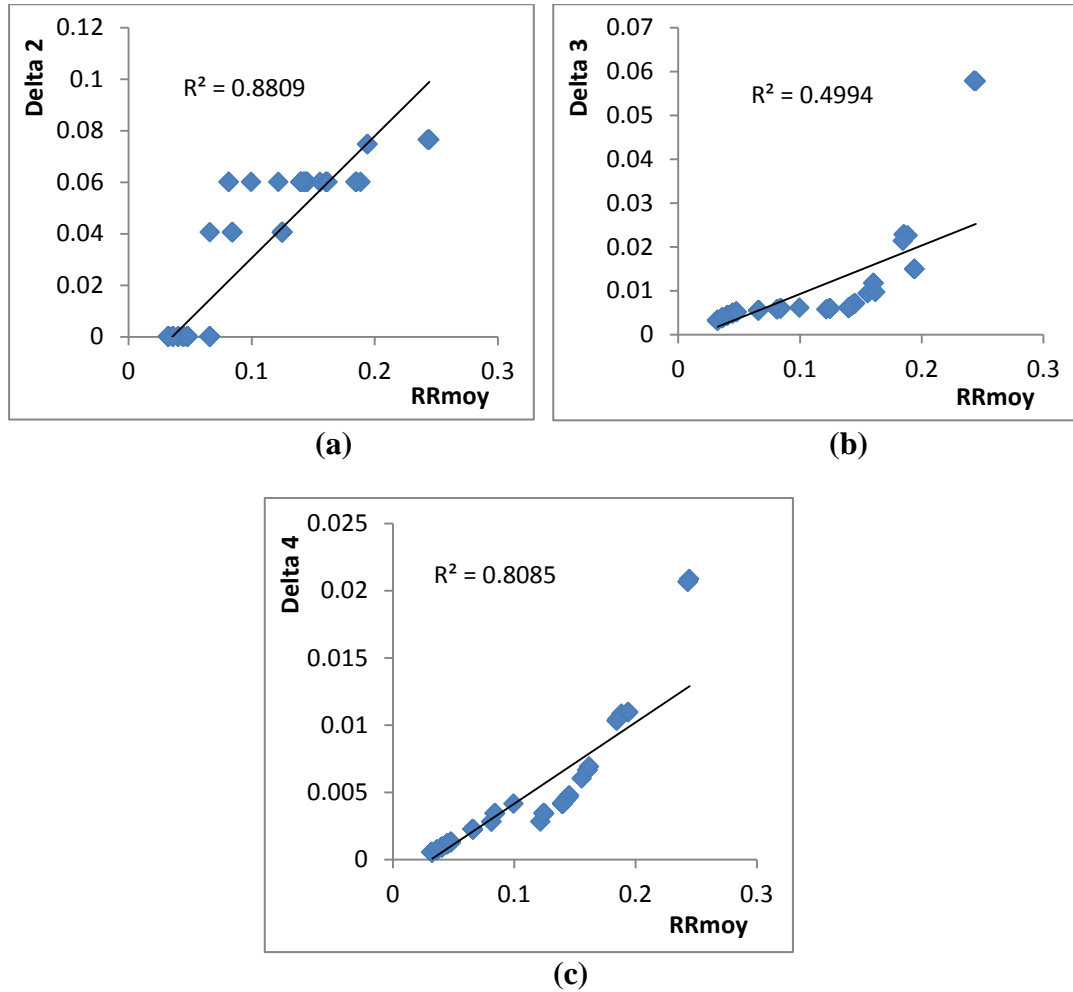 Delta 2
0.12
0.1
0.08
0.06
0.04
0.02
0
R² = 0.8809
0 0.1 0.2 0.3
RRmoy
(a)
Delta 3
0.07
0.06
0.05
0.04
0.03
0.02
0.01
0
R² = 0.4994
0 0.1 0.2 0.3
RRmoy
(b)
Delta 4
0.025
0.02
0.015
0.01
0.005
0
R² = 0.8085
0 0.1 0.2 0.3
RRmoy
(c)